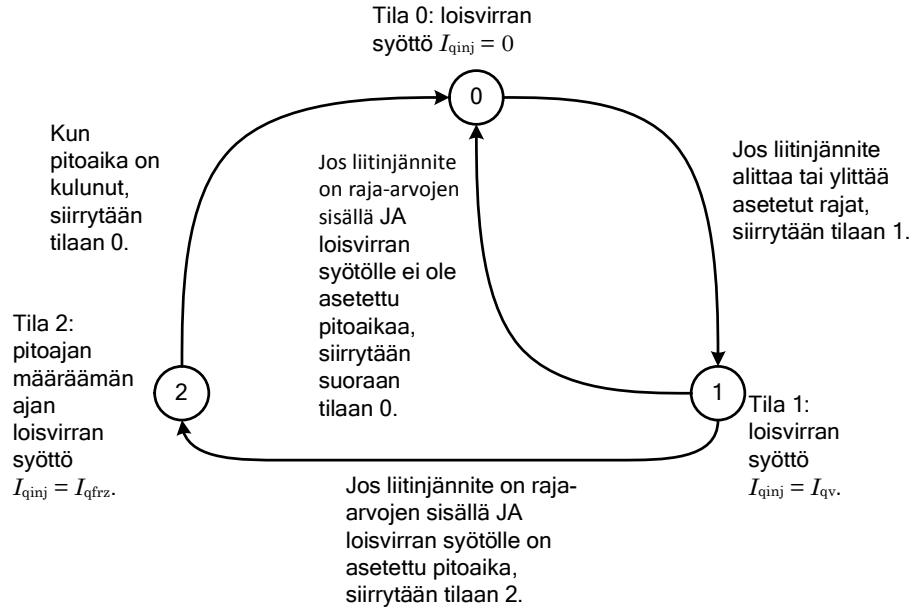 Tila 0: loisvirran
syöttö Iqinj = 0
0
Kun
pitoaika on
kulunut,
siirrytään
tilaan 0.
Jos liitinjännite
on raja-arvojen
sisällä JA
loisvirran
syötölle ei ole
asetettu
pitoaikaa,
siirrytään
suoraan
tilaan 0.
Jos liitinjännite
alittaa tai ylittää
asetetut rajat,
siirrytään tilaan 1.
Tila 2:
pitoajan
määräämän
ajan
loisvirran
syöttö
Iqinj = Iqfrz.
2
1
Tila 1:
loisvirran
syöttö
Iqinj = Iqv.
Jos liitinjännite on raja-
arvojen sisällä JA
loisvirran syötölle on
asetettu pitoaika,
siirrytään tilaan 2.